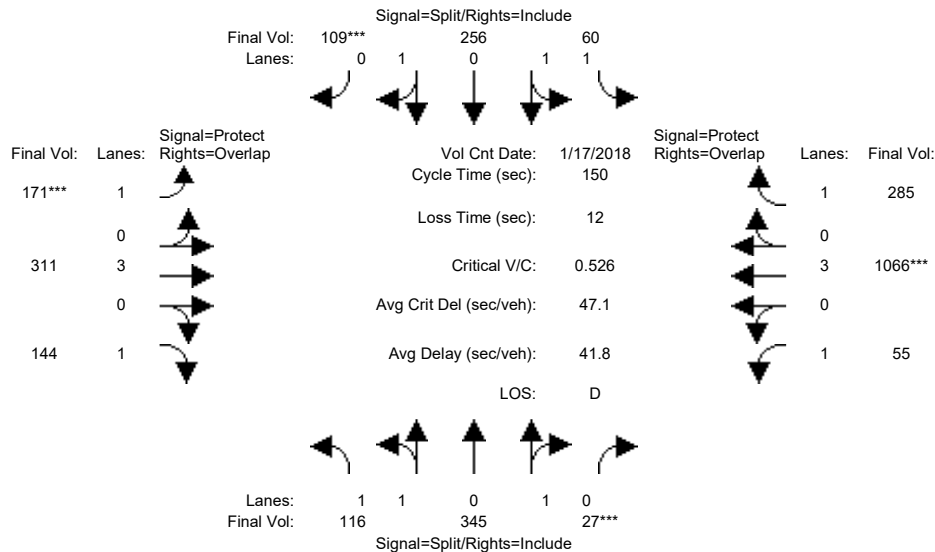 Signal=Split/Rights=Include
Final Vol: 109*** 256 60
Lanes: 0 1 0 1 1
Signal=Protect Signal=Protect
Final Vol: Lanes: Rights=Overlap Vol Cnt Date: 1/17/2018 Rights=Overlap Lanes: Final Vol:
Cycle Time (sec): 150
171*** 1 1 285
Loss Time (sec): 12
0 0
311 3 Critical V/C: 0.526 3 1066***
0 Avg Crit Del (sec/veh): 47.1 0
144 1 Avg Delay (sec/veh): 41.8 1 55
LOS: D
Lanes: 1 1 0 1 0
Final Vol: 116 345 27***
Signal=Split/Rights=Include